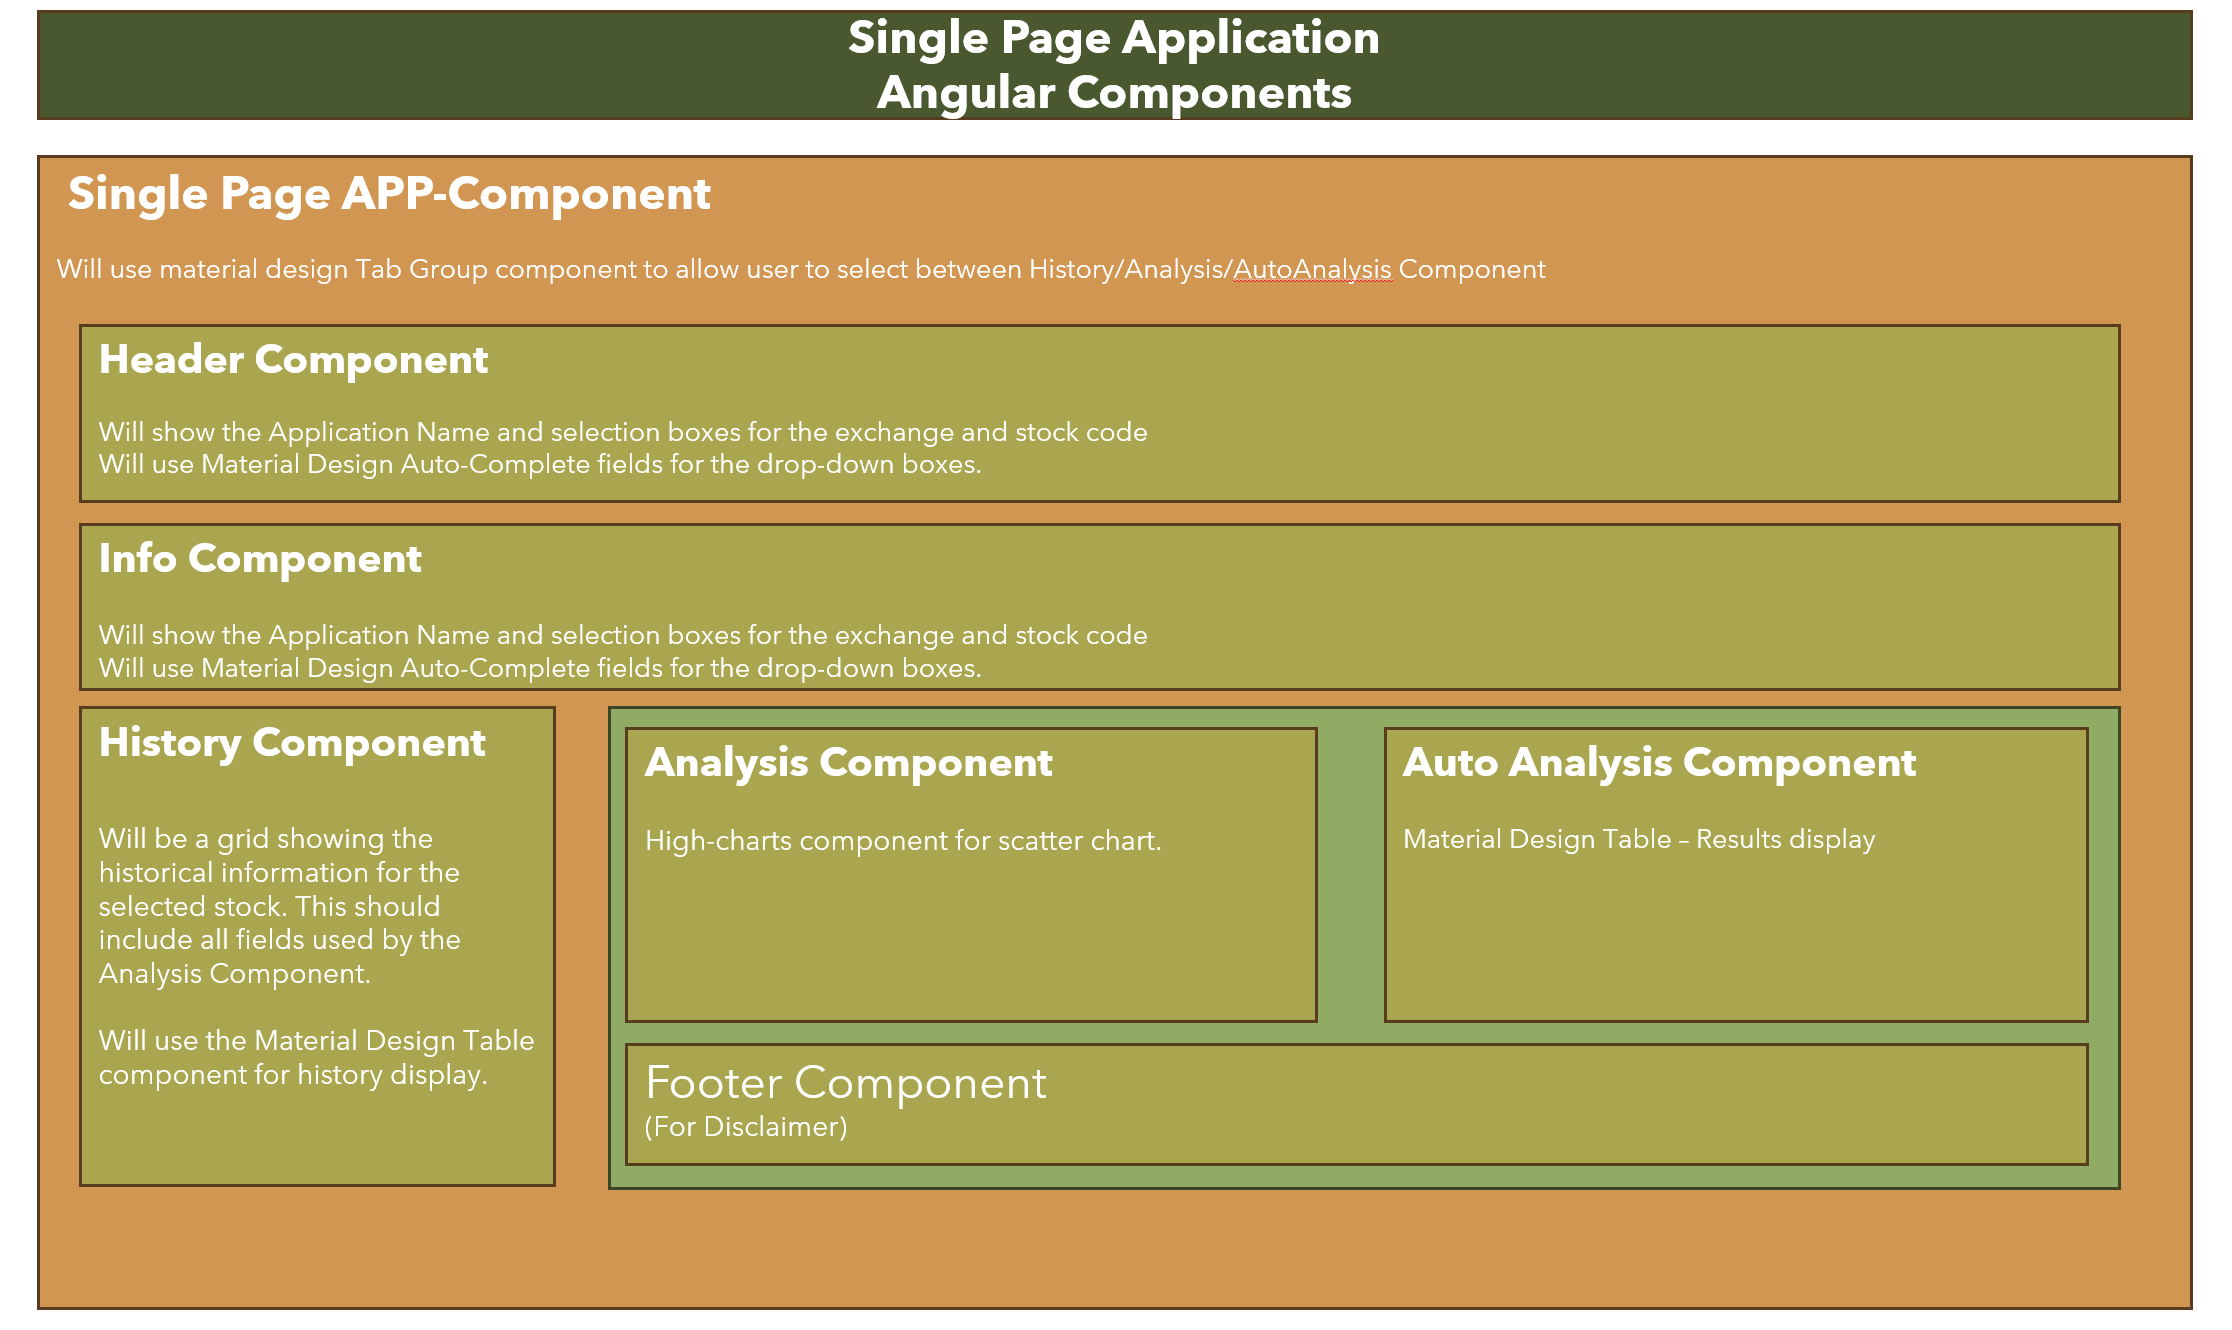 Single Page Application
Angular Components
Single Page APP-Component
Will use material design Tab Group component to allow user to select between History/Analysis/AutoAnalysis Component
Header Component
Will show the Application Name and selection boxes for the exchange and stock code
Will use Material Design Auto-Complete fields for the drop-down boxes.
Info Component
Will show the Application Name and selection boxes for the exchange and stock code
Will use Material Design Auto-Complete fields for the drop-down boxes.
History Component
Will be a grid showing the
historical information for the
selected stock. This should
include all fields used by the
Analysis Component.
Will use the Material Design Table
component for history display.
Analysis Component
High-charts component for scatter chart.
Auto Analysis Component
Material Design Table – Results display
Footer Component
(For Disclaimer)